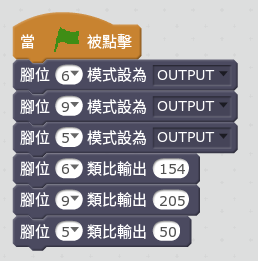 當 被點擊
腳位 6 模式設為 OUTPUT
腳位 9 模式設為 OUTPUT
腳位 5 模式設為 OUTPUT
腳位 6 類比輸出 154
腳位 9 類比輸出 205
腳位 5 類比輸出 50